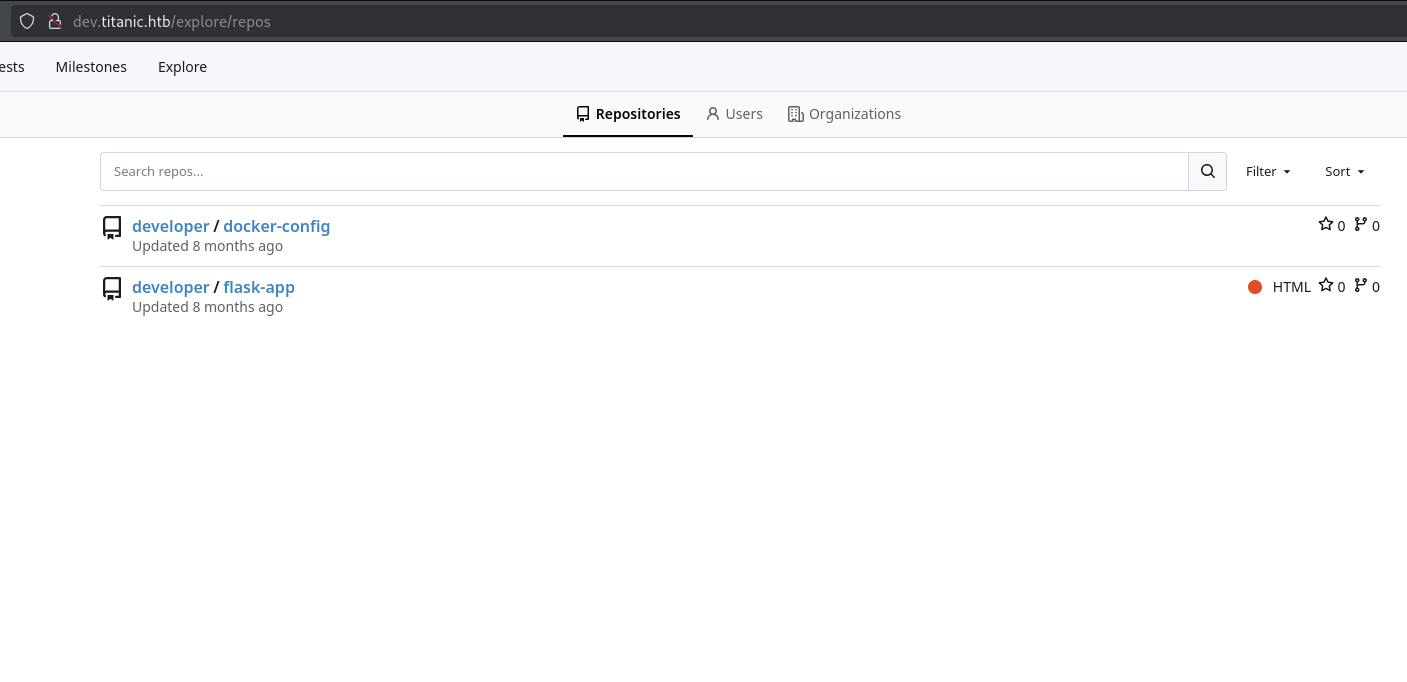 dev.titanic.htb/explore/repos
ests Milestones Explore
Repositories Users Organizations
Search repos... Filter Sort
developer / docker-config 0 0
Updated 8 months ago
developer / flask-app HTML 0 0
Updated 8 months ago